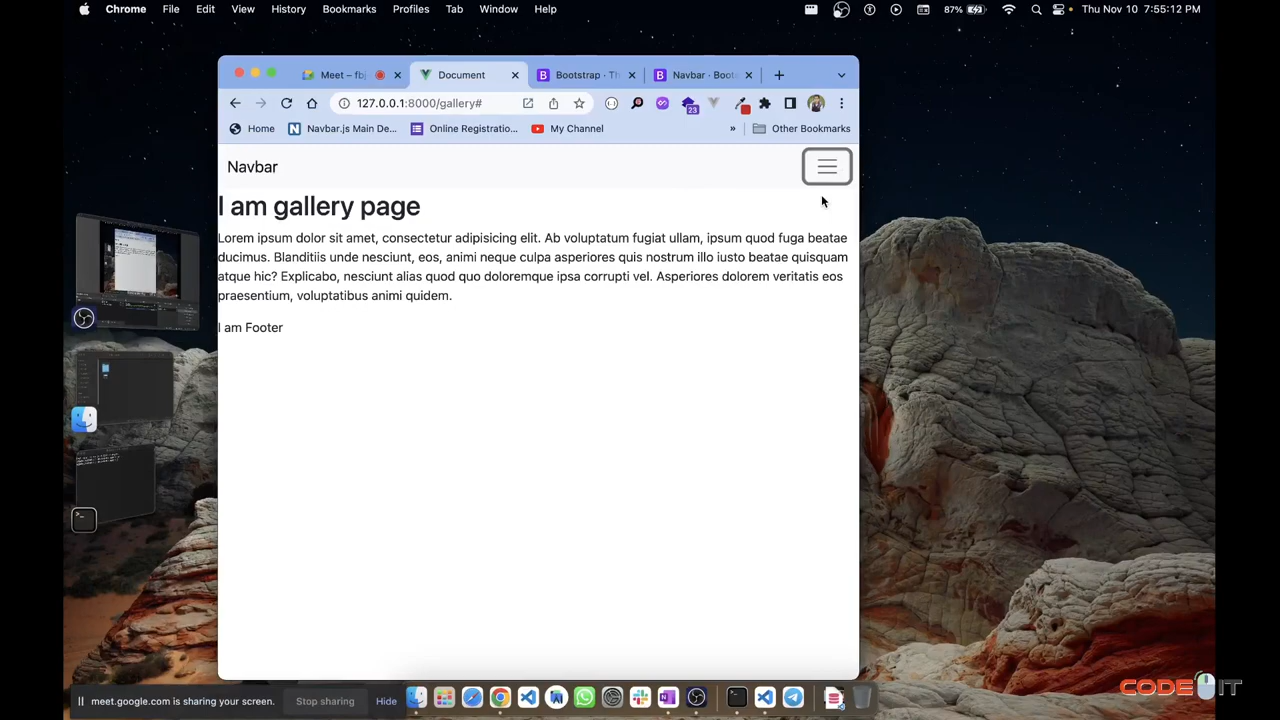 Chrome File Edit View History Bookmarks Profiles Tab Window Help 87% Thu Nov 10 7:55:12 PM
Meet – fbj Document Bootstrap · Th Navbar · Boots
127.0.0.1:8000/gallery#
23
Home Navbar.js Main De... Online Registratio... My Channel » Other Bookmarks
Navbar
I am gallery page
Lorem ipsum dolor sit amet, consectetur adipisicing elit. Ab voluptatum fugiat ullam, ipsum quod fuga beatae
ducimus. Blanditiis unde nesciunt, eos, animi neque culpa asperiores quis nostrum illo iusto beatae quisquam
atque hic? Explicabo, nesciunt alias quod quo doloremque ipsa corrupti vel. Asperiores dolorem veritatis eos
praesentium, voluptatibus animi quidem.
I am Footer
meet.google.com is sharing your screen. Stop sharing Hide
CODE IT